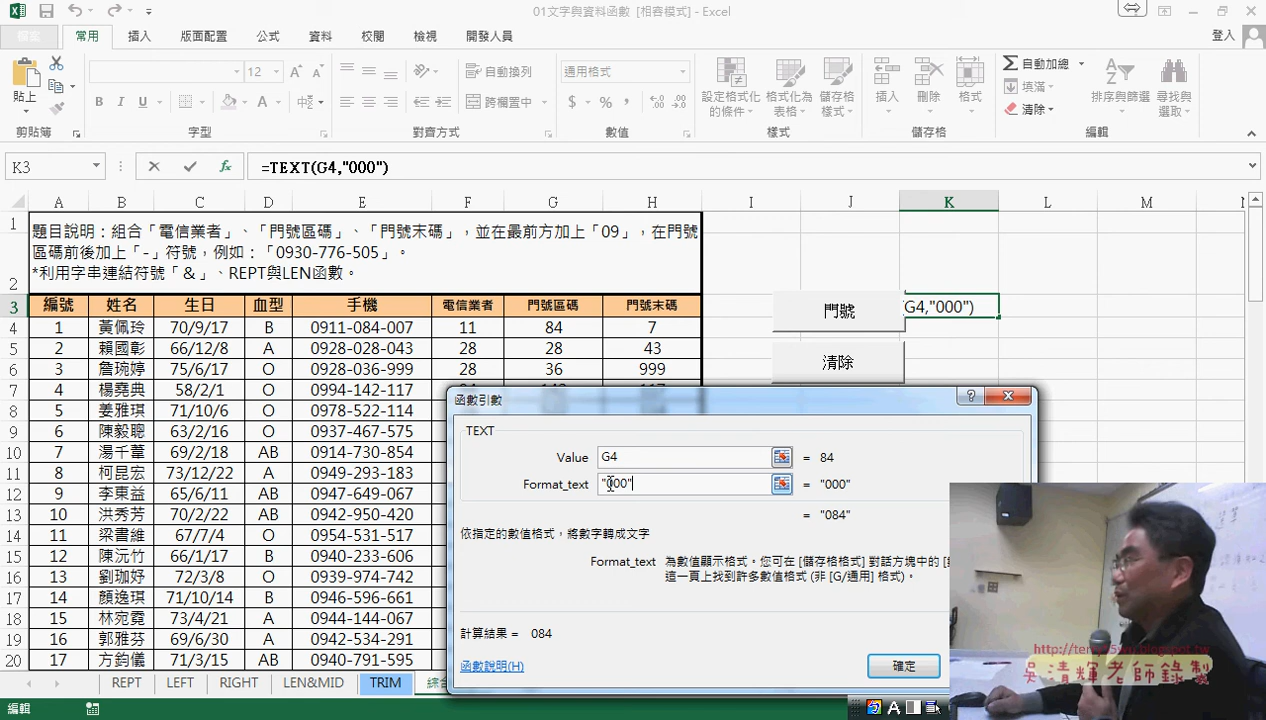 01文字與資料函數 [相容模式] - Excel
檔案 常用 插入 版面配置 公式 資料 校閱 檢視 開發人員 登入
貼上 12 A A 自動換列 通用格式 設定格式化的條件 格式化為表格 儲存格樣式 插入 刪除 格式 自動加總 填滿 清除 排序與篩選 尋找與選取
B I U A 中 跨欄置中 $ % ,
剪貼簿 字型 對齊方式 數值 樣式 儲存格 編輯
K3 fx =TEXT(G4,"000")
A B C D E F G H I J K L M
1 題目說明：組合「電信業者」、「門號區碼」、「門號末碼」，並在最前方加上「09」，在門號
2 區碼前後加上「-」符號，例如：「0930-776-505」。
*利用字串連結符號「&」、REPT與LEN函數。
3 編號 姓名 生日 血型 手機 電信業者 門號區碼 門號末碼 門號 G4,"000")
4 1 黃佩玲 70/9/17 B 0911-084-007 11 84 7
5 2 賴國彰 66/12/8 A 0928-028-043 28 28 43 清除
6 3 詹琬婷 75/6/17 O 0928-036-999 28 36 999
7 4 楊堯典 58/2/1 O 0994-142-117
8 5 姜雅琪 71/10/6 O 0978-522-114
9 6 陳毅聰 63/2/16 O 0937-467-575
10 7 湯千葦 69/2/18 AB 0914-730-854
11 8 柯昆宏 73/12/22 A 0949-293-183
12 9 李東益 65/6/11 AB 0947-649-067
13 10 洪秀芳 70/2/22 AB 0942-950-420
14 11 梁書維 67/7/4 O 0954-531-517
15 12 陳沅竹 66/1/17 B 0940-233-606
16 13 劉珈妤 72/3/8 O 0939-974-742
17 14 顏逸琪 71/10/14 B 0946-596-661
18 15 林宛霓 73/4/21 A 0944-144-067
19 16 郭雅芬 69/6/30 A 0942-534-291
20 17 方鈞儀 71/3/15 AB 0940-791-595
函數引數
TEXT
Value G4 = 84
Format_text "000" = "000"
= "084"
依指定的數值格式，將數字轉成文字
Format_text 為數值顯示格式。您可在 [儲存格格式] 對話方塊中的
這一頁上找到許多數值格式 (非 [G/通用] 格式)。
計算結果 = 084
函數說明(H) 確定
REPT LEFT RIGHT LEN&MID TRIM
編輯
吳清輝老師錄製